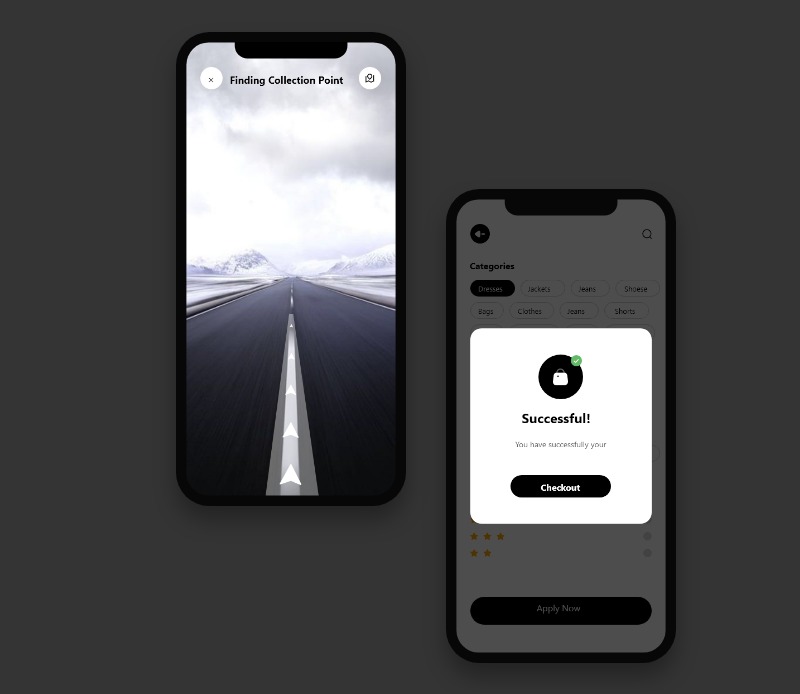 Finding Collection Point
Categories
Dresses Jackets Jeans Shoese
Bags Clothes Jeans Shorts
Successful!
You have successfully your
Checkout
Apply Now